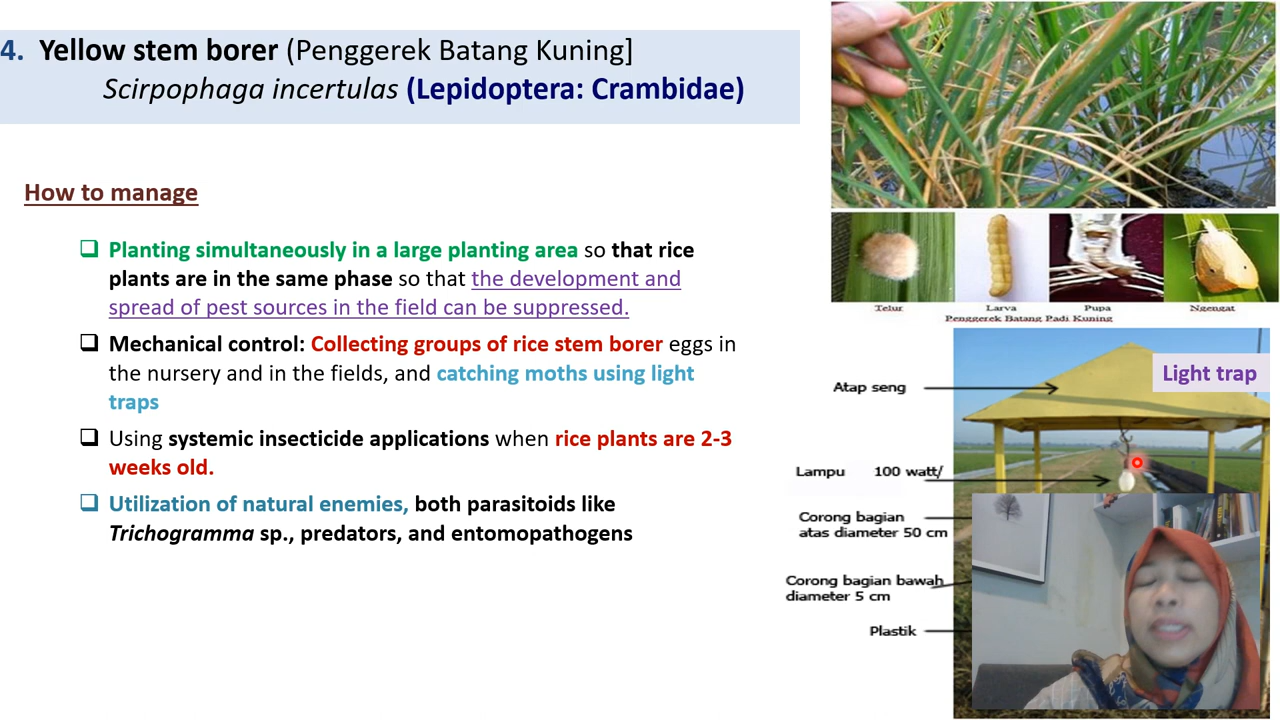 4. Yellow stem borer (Penggerek Batang Kuning]
Scirpophaga incertulas (Lepidoptera: Crambidae)
How to manage
Planting simultaneously in a large planting area so that rice
plants are in the same phase so that the development and
spread of pest sources in the field can be suppressed.
Mechanical control: Collecting groups of rice stem borer eggs in
the nursery and in the fields, and catching moths using light
traps
Using systemic insecticide applications when rice plants are 2-3
weeks old.
Utilization of natural enemies, both parasitoids like
Trichogramma sp., predators, and entomopathogens
Telur Larva Pupa Ngengat
Penggerek Batang Padi Kuning
Light trap
Atap seng
Lampu 100 watt/
Corong bagian
atas diameter 50 cm
Corong bagian bawah
diameter 5 cm
Plastik